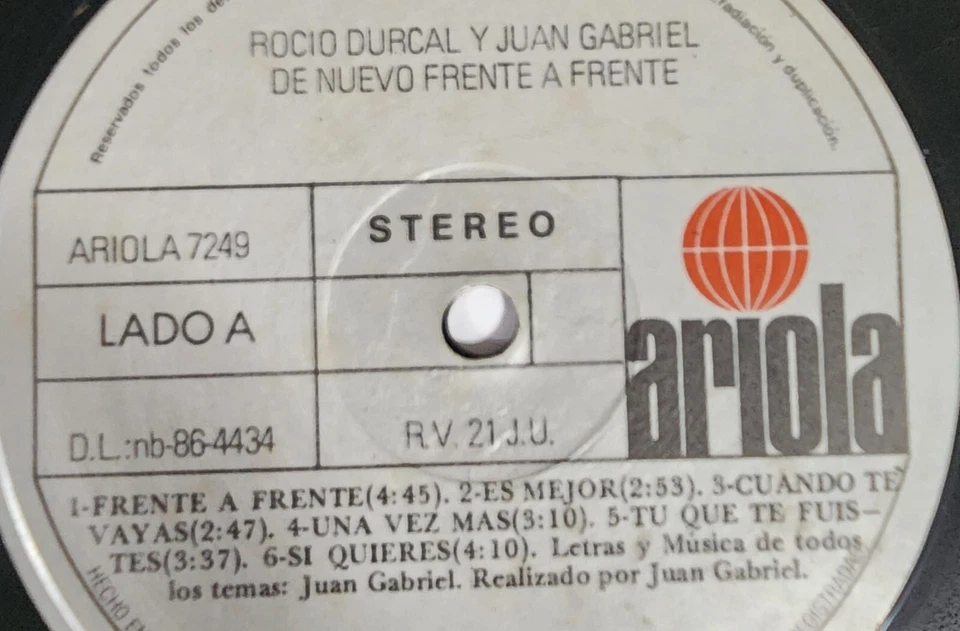 Reservados todos los de
radiación y duplicación.
ROCIO DURCAL Y JUAN GABRIEL
DE NUEVO FRENTE A FRENTE
ARIOLA 7249
STEREO
LADO A
ariola
D.L.:nb-86-4434
R.V. 21 J.U.
1-FRENTE A FRENTE(4:45). 2-ES MEJOR(2:53). 3-CUANDO TE
VAYAS(2:47). 4-UNA VEZ MAS(3:10). 5-TU QUE TE FUIS-
TES(3:37). 6-SI QUIERES(4:10). Letras y Música de todos
los temas: Juan Gabriel. Realizado por Juan Gabriel.
HECHO E